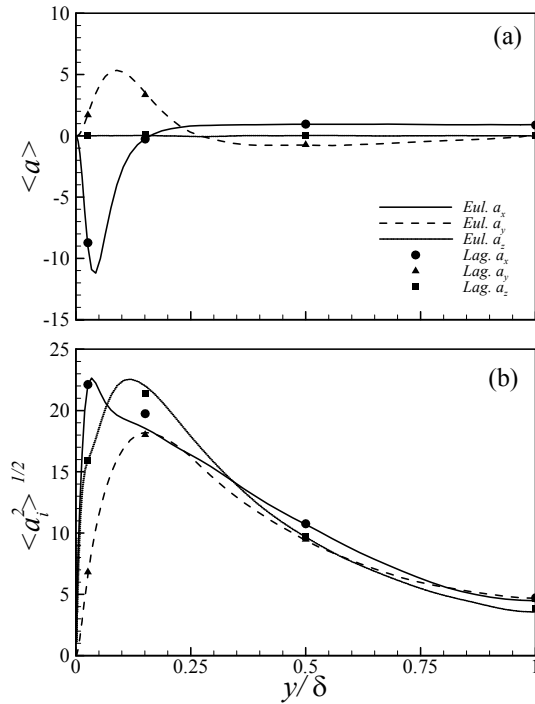 10
(a)
5
0
<a>
-5
Eul. a_x
Eul. a_y
Eul. a_z
Lag. a_x
Lag. a_y
Lag. a_z
-10
-15
25
(b)
20
15
<a_i^2>^{1/2}
10
5
0
0 0.25 0.5 0.75 1
y/δ